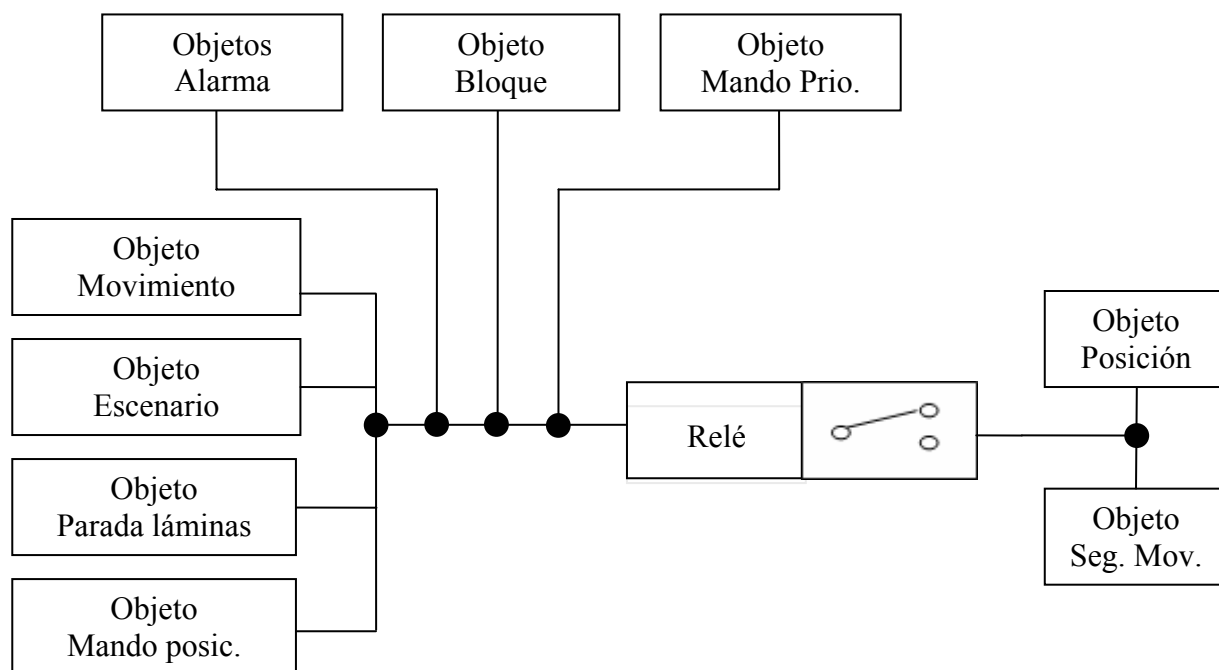 Objetos
Alarma
Objeto
Bloque
Objeto
Mando Prio.
Objeto
Movimiento
Objeto
Escenario
Objeto
Parada láminas
Objeto
Mando posic.
Relé
Objeto
Posición
Objeto
Seg. Mov.